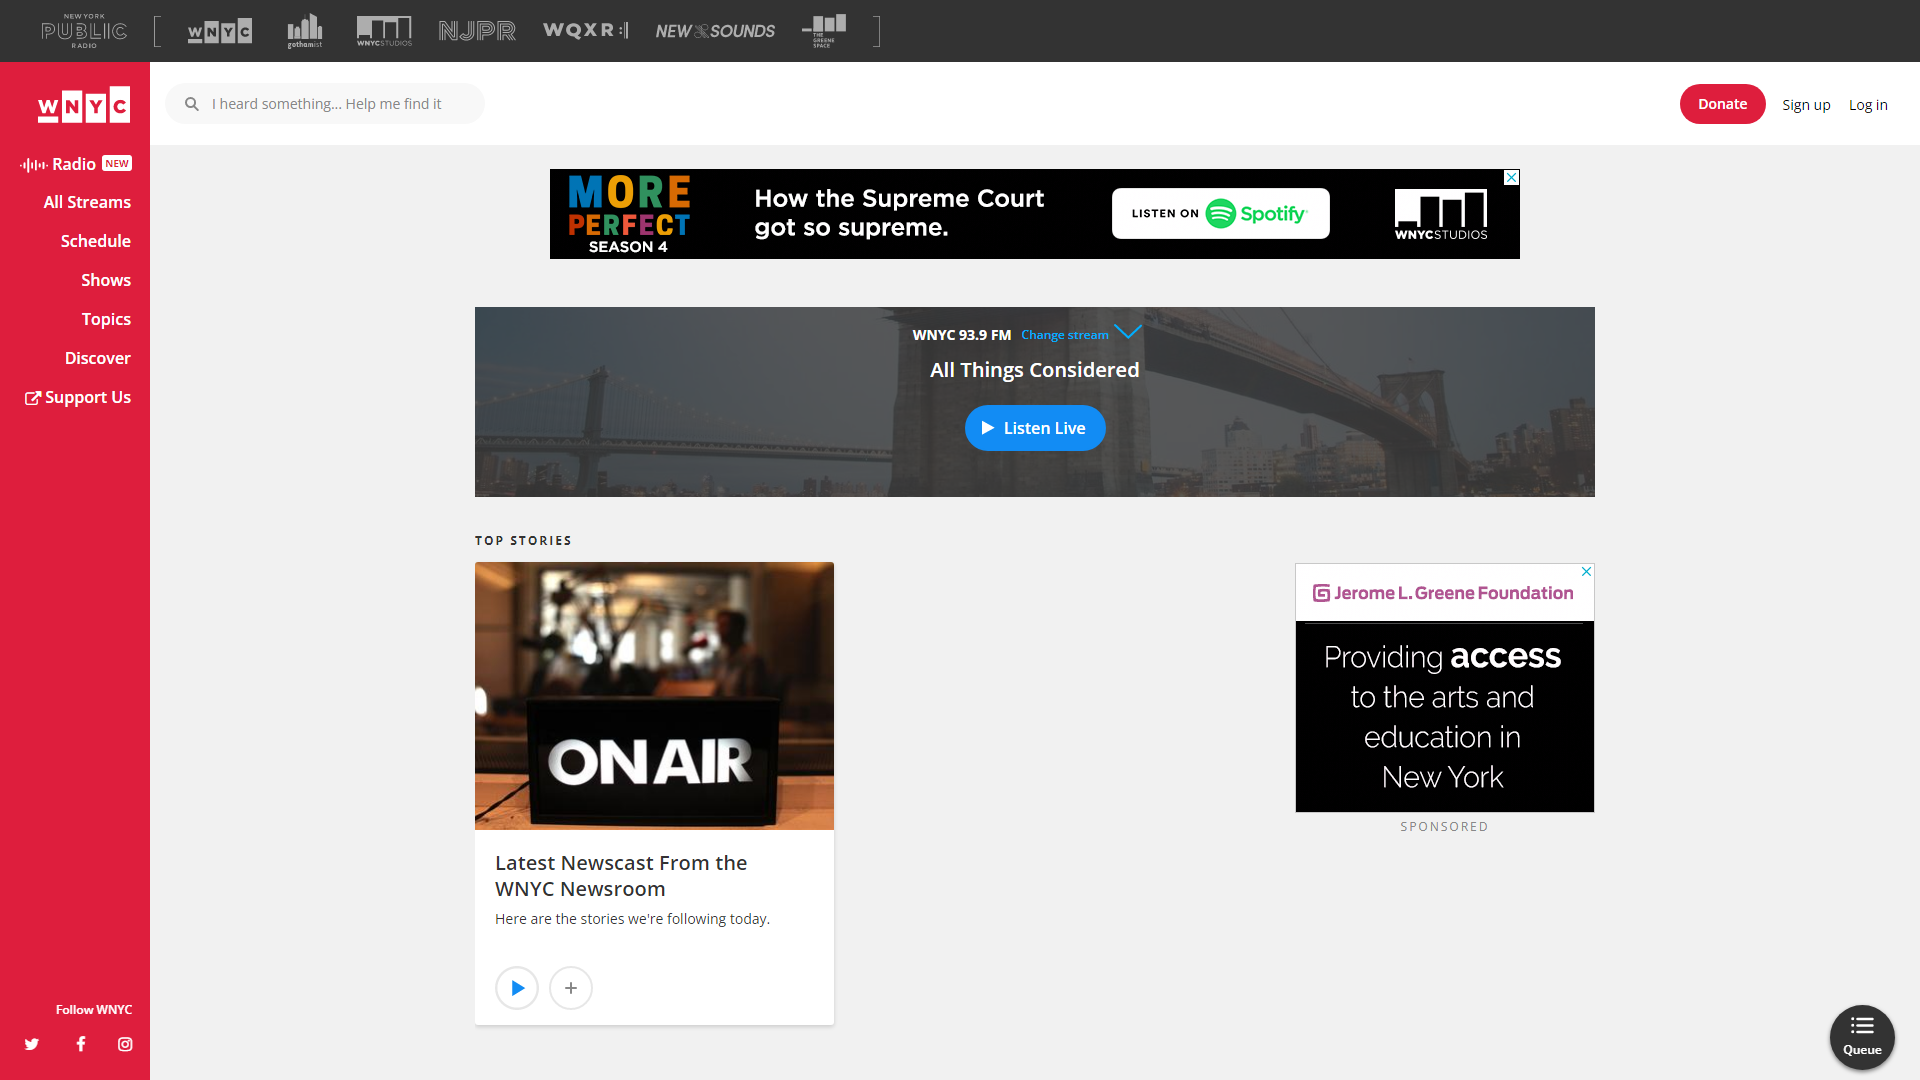 NEW YORK
PUBLIC
RADIO
WNYC
gothamist
WNYCSTUDIOS
NJPR
WQXR
NEW SOUNDS
THE
GREENE
SPACE
WNYC
I heard something... Help me find it
Donate
Sign up
Log in
Radio NEW
All Streams
Schedule
Shows
Topics
Discover
Support Us
MORE
PERFECT
SEASON 4
How the Supreme Court
got so supreme.
LISTEN ON Spotify
WNYCSTUDIOS
WNYC 93.9 FM Change stream
All Things Considered
Listen Live
TOP STORIES
ON AIR
Latest Newscast From the
WNYC Newsroom
Here are the stories we're following today.
Jerome L. Greene Foundation
Providing access
to the arts and
education in
New York
SPONSORED
Follow WNYC
Queue